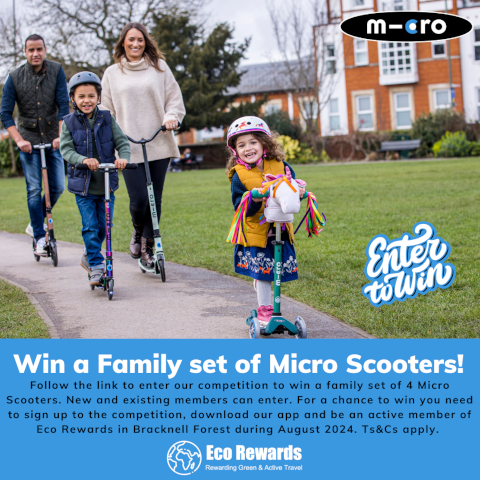 m-cro
Enter
to Win
Win a Family set of Micro Scooters!
Follow the link to enter our competition to win a family set of 4 Micro
Scooters. New and existing members can enter. For a chance to win you need
to sign up to the competition, download our app and be an active member of
Eco Rewards in Bracknell Forest during August 2024. Ts&Cs apply.
Eco Rewards
Rewarding Green & Active Travel